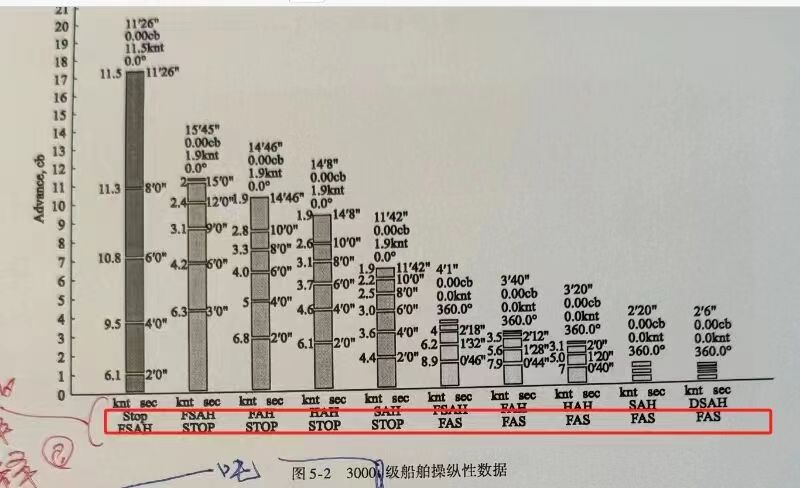 21
20
19
18
17
16
15
14
13
12
11
10
9
8
7
6
5
4
3
2
1
0
Advance, cb
11'26"
0.00cb
11.5knt
0.0°
11.5 11'26"
11.3 8'0"
10.8 6'0"
9.5 4'0"
6.1 2'0"
knt sec
Stop
FSAH
15'45"
0.00cb
1.9knt
0.0°
2 15'0"
2.4 12'0"
3.1 9'0"
4.2 6'0"
6.3 3'0"
knt sec
FSAH
STOP
14'46"
0.00cb
1.9knt
0.0°
1.9 14'46"
2.8 10'0"
3.3 8'0"
4.0 6'0"
5 4'0"
6.8 2'0"
knt sec
FAH
STOP
14'8"
0.00cb
1.9knt
0.0°
1.9 14'8"
2.6 10'0"
3.1 8'0"
3.7 6'0"
4.6 4'0"
6.1 2'0"
knt sec
HAH
STOP
11'42"
0.00cb
1.9knt
0.0°
1.9 11'42"
2.2 10'0"
2.5 8'0"
3.0 6'0"
3.6 4'0"
4.4 2'0"
knt sec
SAH
STOP
4'1"
0.00cb
0.0knt
360.0°
4 2'18"
6.2 1'32"
8.9 0'46"
knt sec
FSAH
FAS
3'40"
0.00cb
0.0knt
360.0°
3.5 2'12"
5.6 1'28"
7.9 0'44"
knt sec
FAH
FAS
3'20"
0.00cb
0.0knt
360.0°
3.1 2'0"
5.0 1'20"
7 0'40"
knt sec
HAH
FAS
2'20"
0.00cb
0.0knt
360.0°
knt sec
SAH
FAS
2'6"
0.00cb
0.0knt
360.0°
knt sec
DSAH
FAS
图 5-2 3000 级船舶操纵性数据